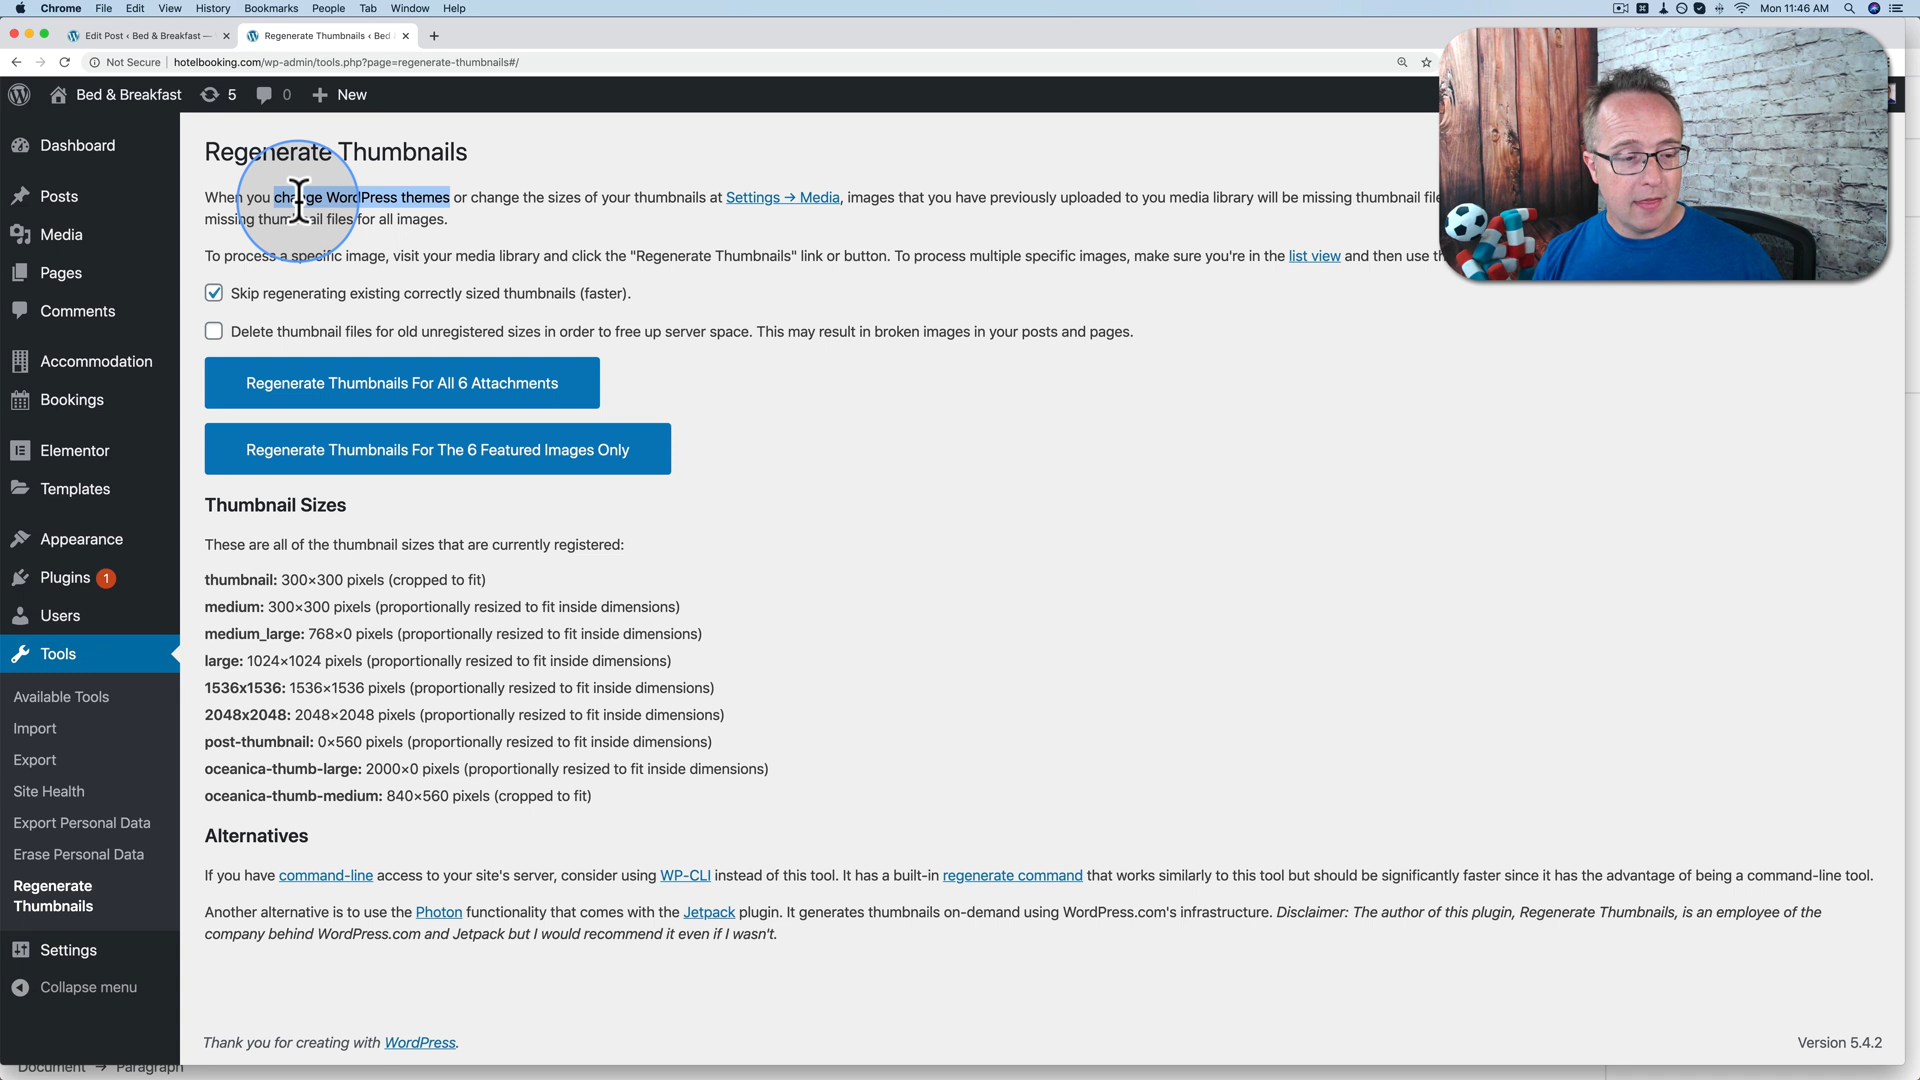 Chrome File Edit View History Bookmarks People Tab Window Help
Mon 11:46 AM
Edit Post ‹ Bed & Breakfast —
Regenerate Thumbnails ‹ Bed
Not Secure | hotelbooking.com/wp-admin/tools.php?page=regenerate-thumbnails#/
Bed & Breakfast 5 0 New
Dashboard
Posts
Media
Pages
Comments
Accommodation
Bookings
Elementor
Templates
Appearance
Plugins 1
Users
Tools
Available Tools
Import
Export
Site Health
Export Personal Data
Erase Personal Data
Regenerate
Thumbnails
Settings
Collapse menu
Regenerate Thumbnails
When you change WordPress themes or change the sizes of your thumbnails at Settings → Media, images that you have previously uploaded to you media library will be missing thumbnail
missing thumbnail files for all images.
To process a specific image, visit your media library and click the "Regenerate Thumbnails" link or button. To process multiple specific images, make sure you're in the list view and then use
Skip regenerating existing correctly sized thumbnails (faster).
Delete thumbnail files for old unregistered sizes in order to free up server space. This may result in broken images in your posts and pages.
Regenerate Thumbnails For All 6 Attachments
Regenerate Thumbnails For The 6 Featured Images Only
Thumbnail Sizes
These are all of the thumbnail sizes that are currently registered:
thumbnail: 300×300 pixels (cropped to fit)
medium: 300×300 pixels (proportionally resized to fit inside dimensions)
medium_large: 768×0 pixels (proportionally resized to fit inside dimensions)
large: 1024×1024 pixels (proportionally resized to fit inside dimensions)
1536x1536: 1536×1536 pixels (proportionally resized to fit inside dimensions)
2048x2048: 2048×2048 pixels (proportionally resized to fit inside dimensions)
post-thumbnail: 0×560 pixels (proportionally resized to fit inside dimensions)
oceanica-thumb-large: 2000×0 pixels (proportionally resized to fit inside dimensions)
oceanica-thumb-medium: 840×560 pixels (cropped to fit)
Alternatives
If you have command-line access to your site's server, consider using WP-CLI instead of this tool. It has a built-in regenerate command that works similarly to this tool but should be significantly faster since it has the advantage of being a command-line tool.
Another alternative is to use the Photon functionality that comes with the Jetpack plugin. It generates thumbnails on-demand using WordPress.com's infrastructure. Disclaimer: The author of this plugin, Regenerate Thumbnails, is an employee of the
company behind WordPress.com and Jetpack but I would recommend it even if I wasn't.
Thank you for creating with WordPress.
Version 5.4.2
Document → Paragraph